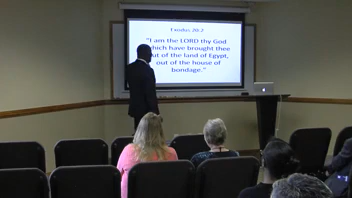 Exodus 20:2
"I am the LORD thy God
which have brought thee
out of the land of Egypt,
out of the house of
bondage."